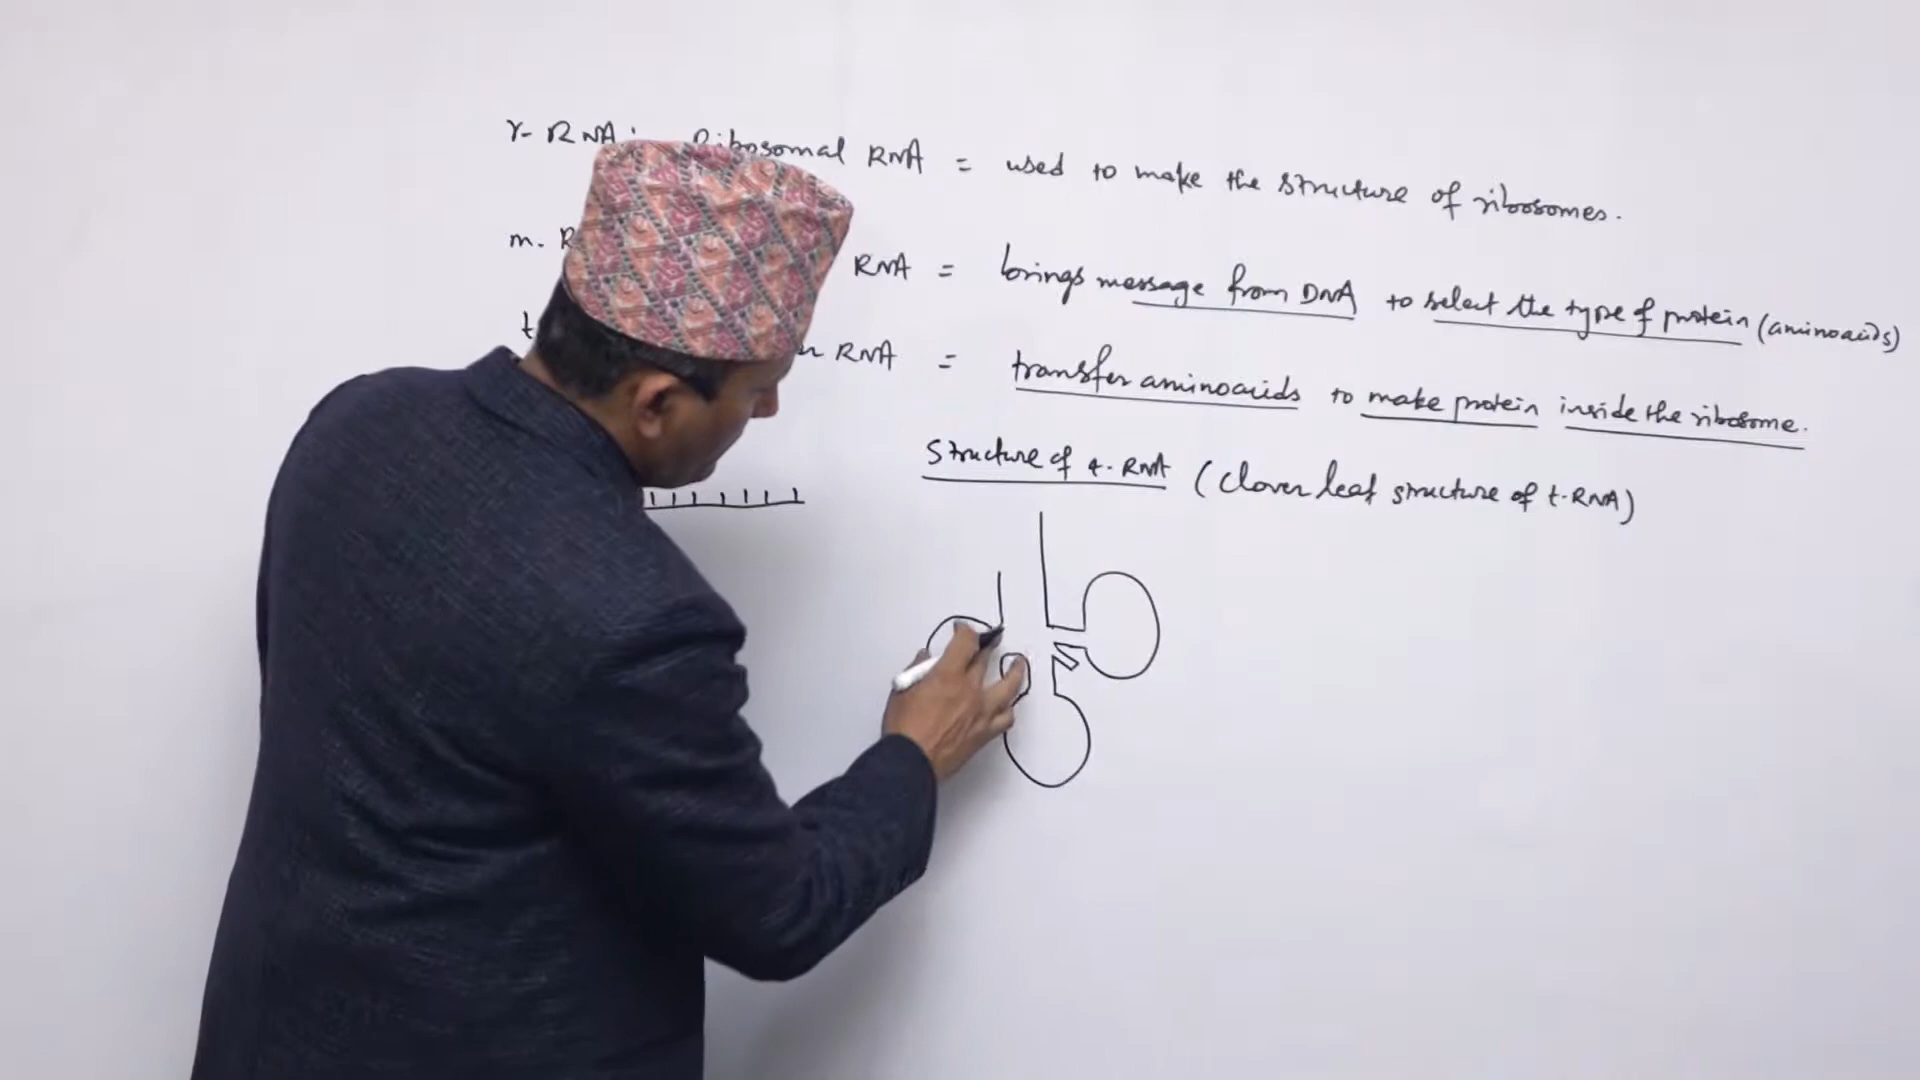 r- RNA: Ribosomal RNA = used to make the structure of ribosomes.
m. RNA = brings message from DNA to select the type of protein (aminoacids)
t RNA = transfer aminoacids to make protein inside the ribosome.
Structure of t. RNA (Clover leaf structure of t. RNA)